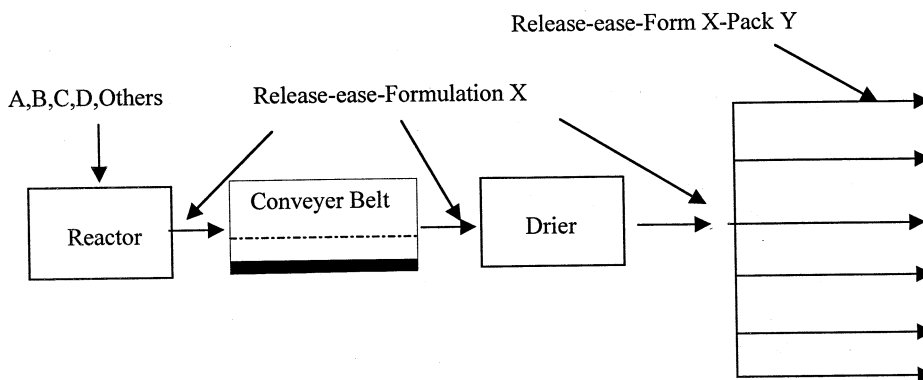 Release-ease-Form X-Pack Y
A,B,C,D,Others
Release-ease-Formulation X
Conveyer Belt
Reactor
Drier